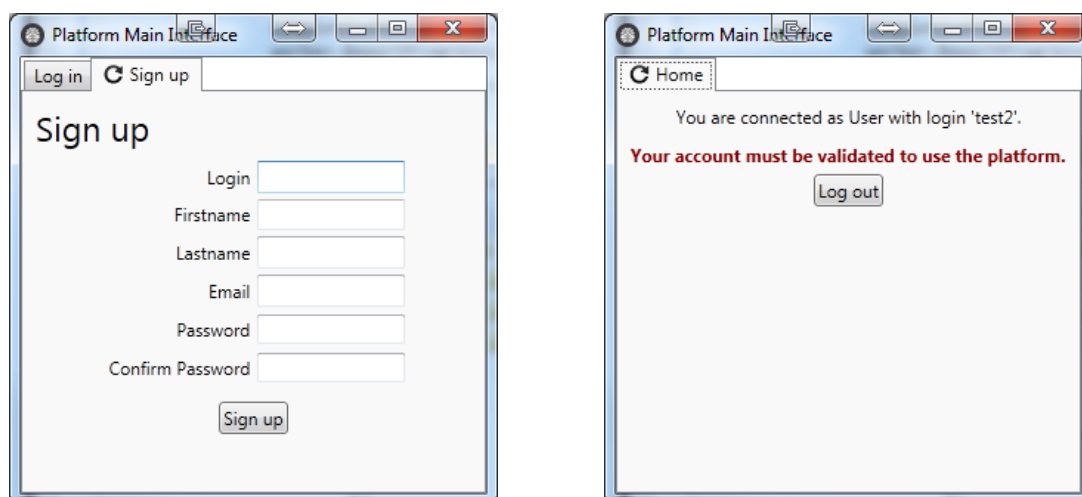 Platform Main Interface
Log in
Sign up
Sign up
Login
Firstname
Lastname
Email
Password
Confirm Password
Sign up
Platform Main Interface
Home
You are connected as User with login 'test2'.
Your account must be validated to use the platform.
Log out